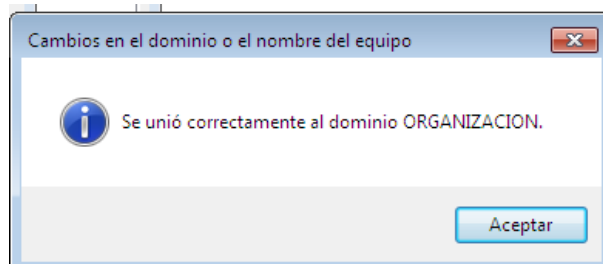 Cambios en el dominio o el nombre del equipo
Se unió correctamente al dominio ORGANIZACION.
Aceptar